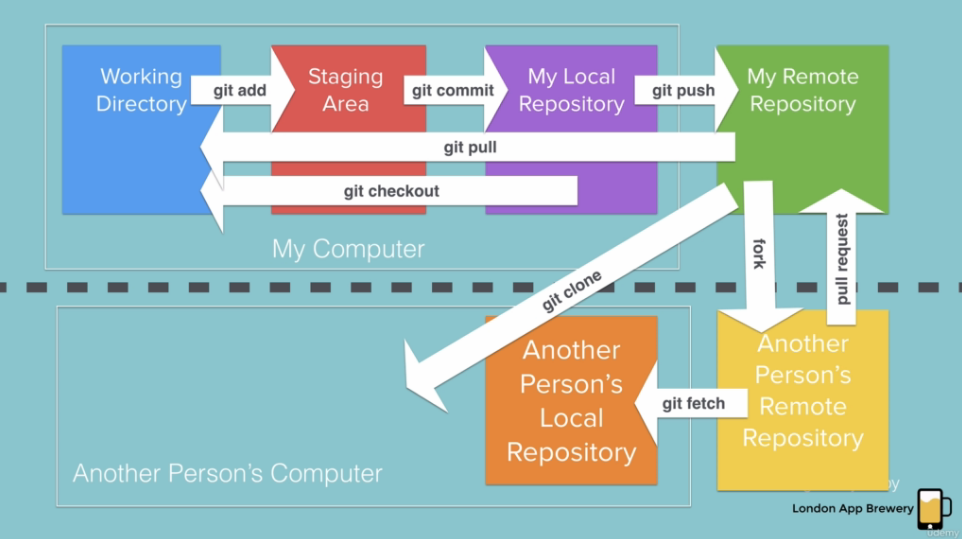 Working
Directory
git add
Staging
Area
git commit
My Local
Repository
git push
My Remote
Repository
git pull
git checkout
My Computer
git clone
fork
pull request
Another
Person's
Local
Repository
git fetch
Another
Person's
Remote
Repository
Another Person's Computer
London App Brewery
udemy